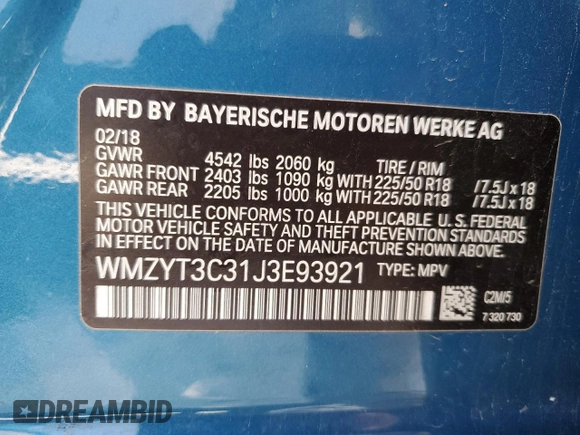 MFD BY BAYERISCHE MOTOREN WERKE AG
02/18
GVWR 4542 lbs 2060 kg TIRE / RIM
GAWR FRONT 2403 lbs 1090 kg WITH 225/50 R18 /7.5J x 18
GAWR REAR 2205 lbs 1000 kg WITH 225/50 R18 /7.5J x 18
THIS VEHICLE CONFORMS TO ALL APPLICABLE U. S. FEDERAL
MOTOR VEHICLE SAFETY AND THEFT PREVENTION STANDARDS
IN EFFECT ON THE DATE OF MANUFACTURE SHOWN ABOVE.
WMZYT3C31J3E93921 TYPE: MPV
C2M/5
7 320 730
DREAMBID